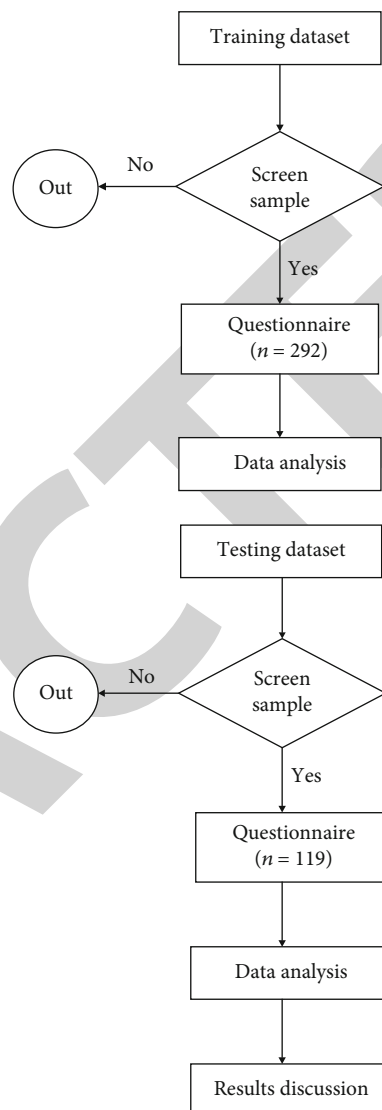 Training dataset
No
Out
Screen
sample
Yes
Questionnaire
(n = 292)
Data analysis
Testing dataset
No
Out
Screen
sample
Yes
Questionnaire
(n = 119)
Data analysis
Results discussion